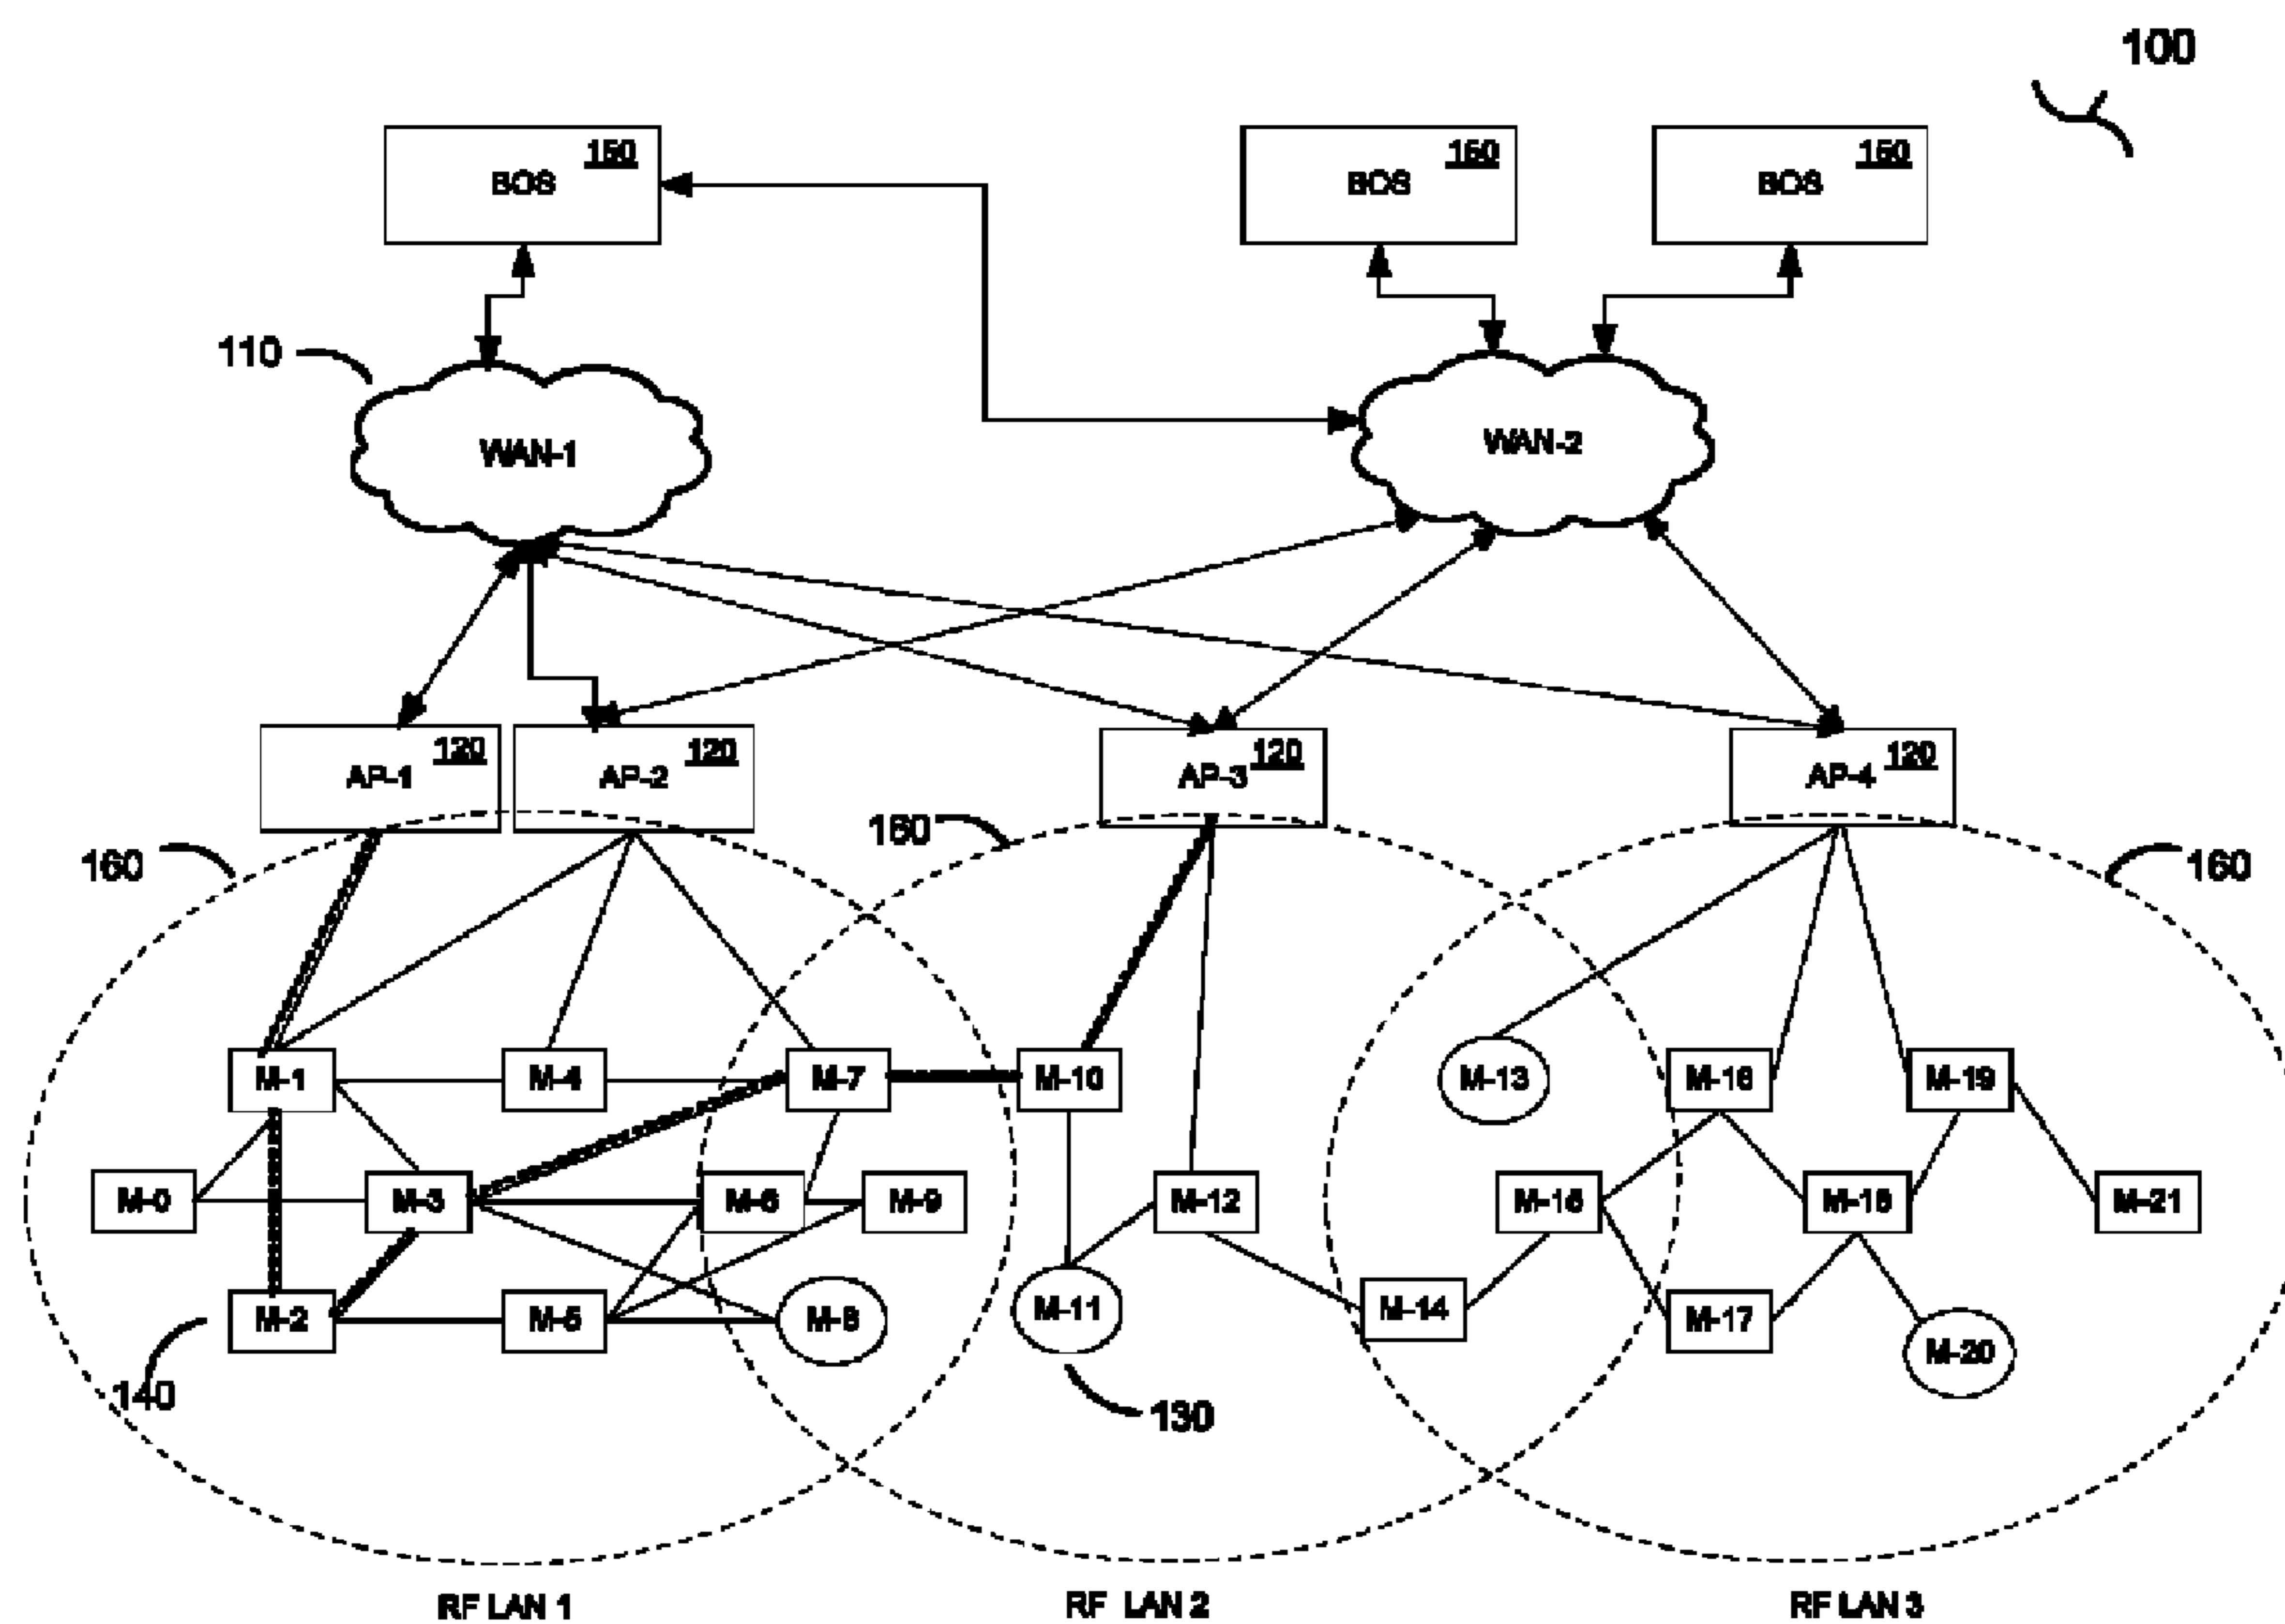 100
BOS 150
BOS 150
BOS 150
110
WAN-1
WAN-2
AP-1 120
AP-2 120
AP-3 120
AP-4 120
160
160
160
M-1
M-4
M-7
M-10
M-13
M-16
M-19
M-0
M-3
M-6
M-9
M-12
M-15
M-18
M-21
M-2
M-5
M-8
M-11
M-14
M-17
M-20
140
130
RF LAN 1
RF LAN 2
RF LAN 3